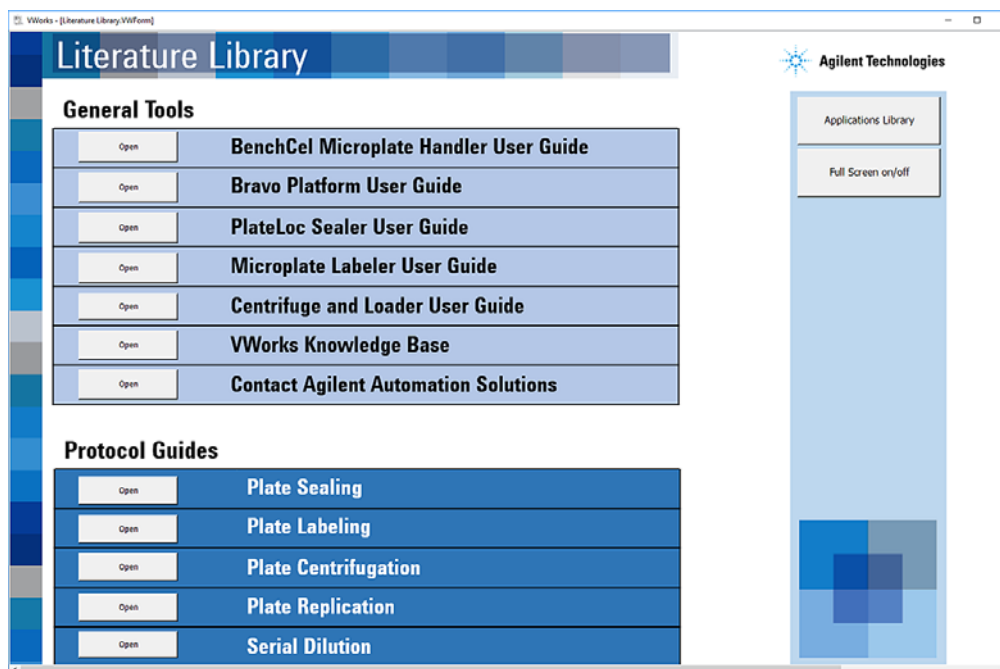 VWorks - [Literature Library.VWForm]
Literature Library
Agilent Technologies
General Tools
Open BenchCel Microplate Handler User Guide
Open Bravo Platform User Guide
Open PlateLoc Sealer User Guide
Open Microplate Labeler User Guide
Open Centrifuge and Loader User Guide
Open VWorks Knowledge Base
Open Contact Agilent Automation Solutions
Protocol Guides
Open Plate Sealing
Open Plate Labeling
Open Plate Centrifugation
Open Plate Replication
Open Serial Dilution
Applications Library
Full Screen on/off